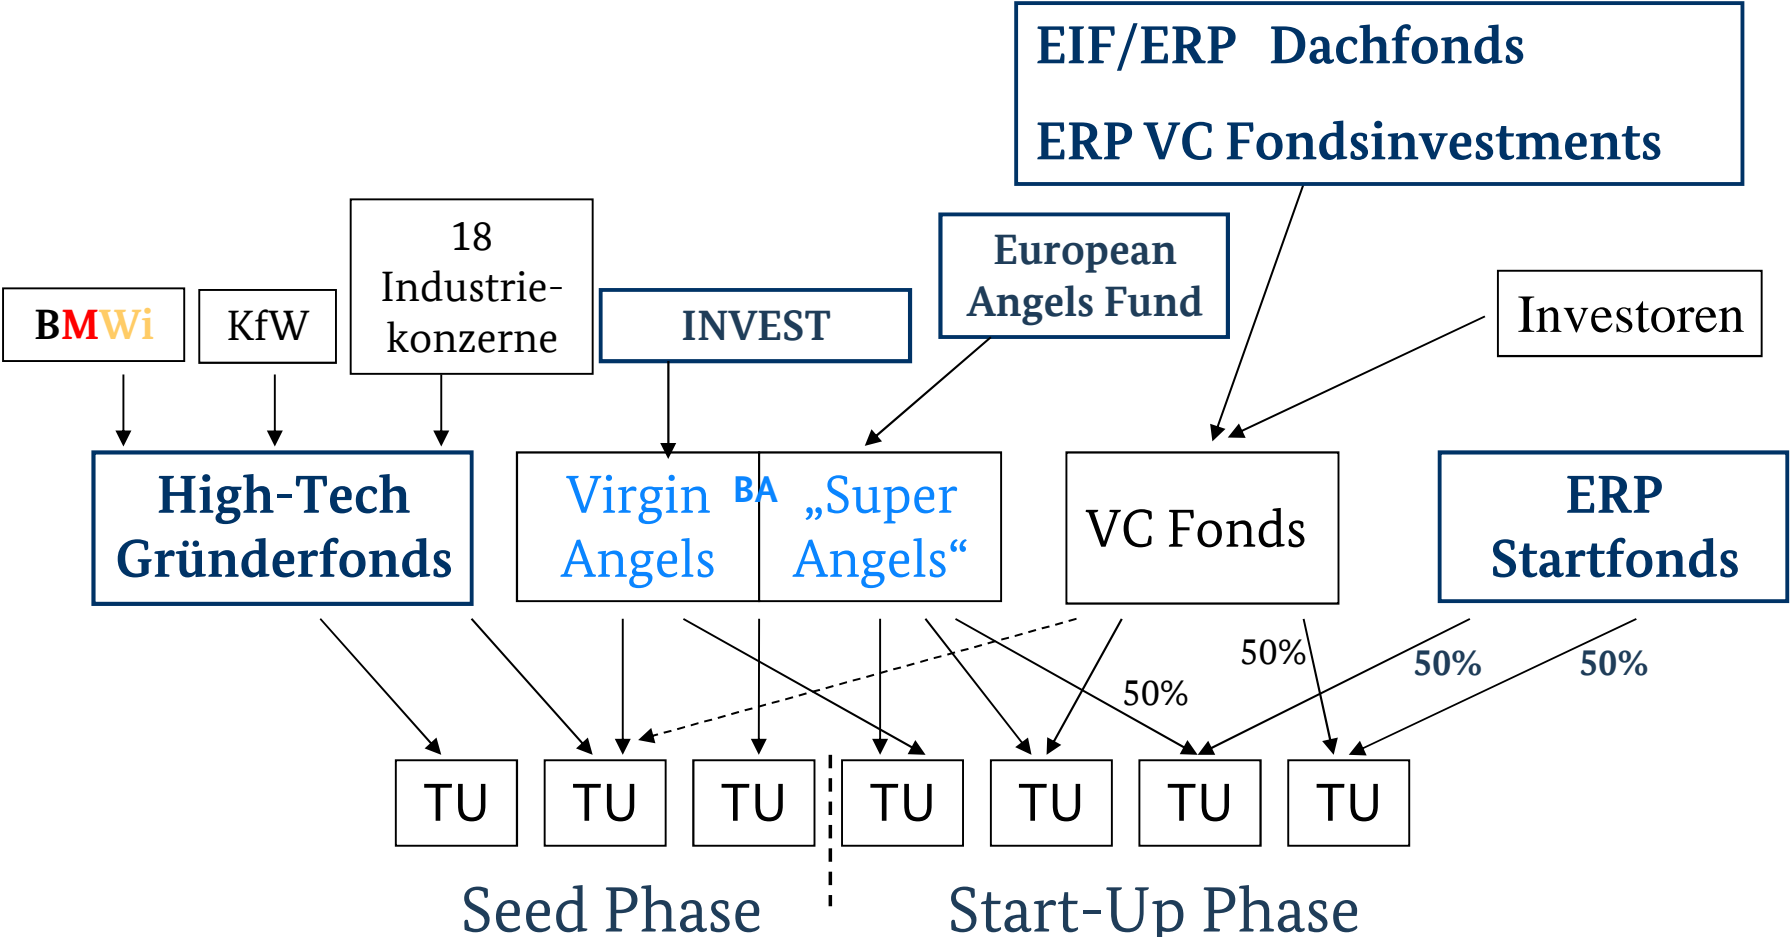 EIF/ERP Dachfonds
ERP VC Fondsinvestments
18
Industrie-
konzerne
European
Angels Fund
BMWi
KfW
INVEST
Investoren
High-Tech
Gründerfonds
Virgin
Angels
BA
„Super
Angels“
VC Fonds
ERP
Startfonds
50%
50%
50%
50%
TU
TU
TU
TU
TU
TU
TU
Seed Phase
Start-Up Phase